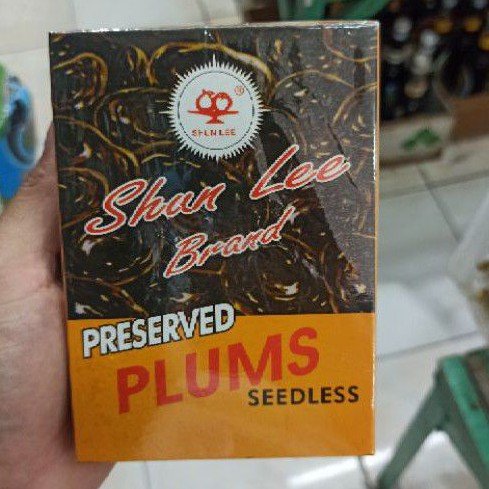 ®
SHUN LEE
Shun Lee
Brand
PRESERVED
PLUMS
SEEDLESS